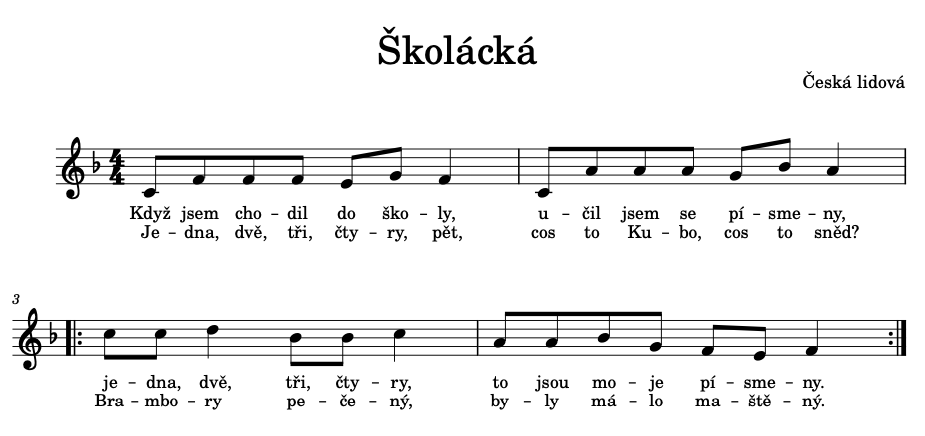 Školácká
Česká lidová
4
4
Když jsem cho – dil do ško – ly, u – čil jsem se pí – sme – ny,
Je – dna, dvě, tři, čty – ry, pět, cos to Ku – bo, cos to sněd?
3
je – dna, dvě, tři, čty – ry, to jsou mo – je pí – sme – ny.
Bra – mbo – ry pe – če – ný, by – ly má – lo ma – ště – ný.